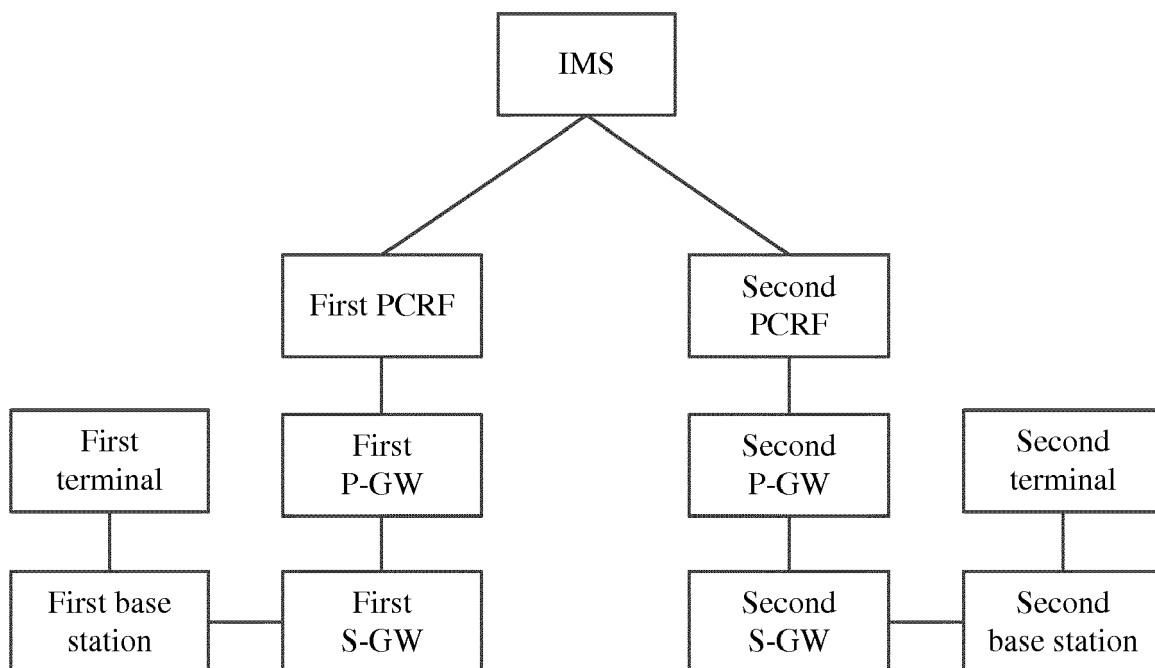 IMS
First PCRF
Second
PCRF
First
terminal
First
P-GW
Second
P-GW
Second
terminal
First base
station
First
S-GW
Second
S-GW
Second
base station